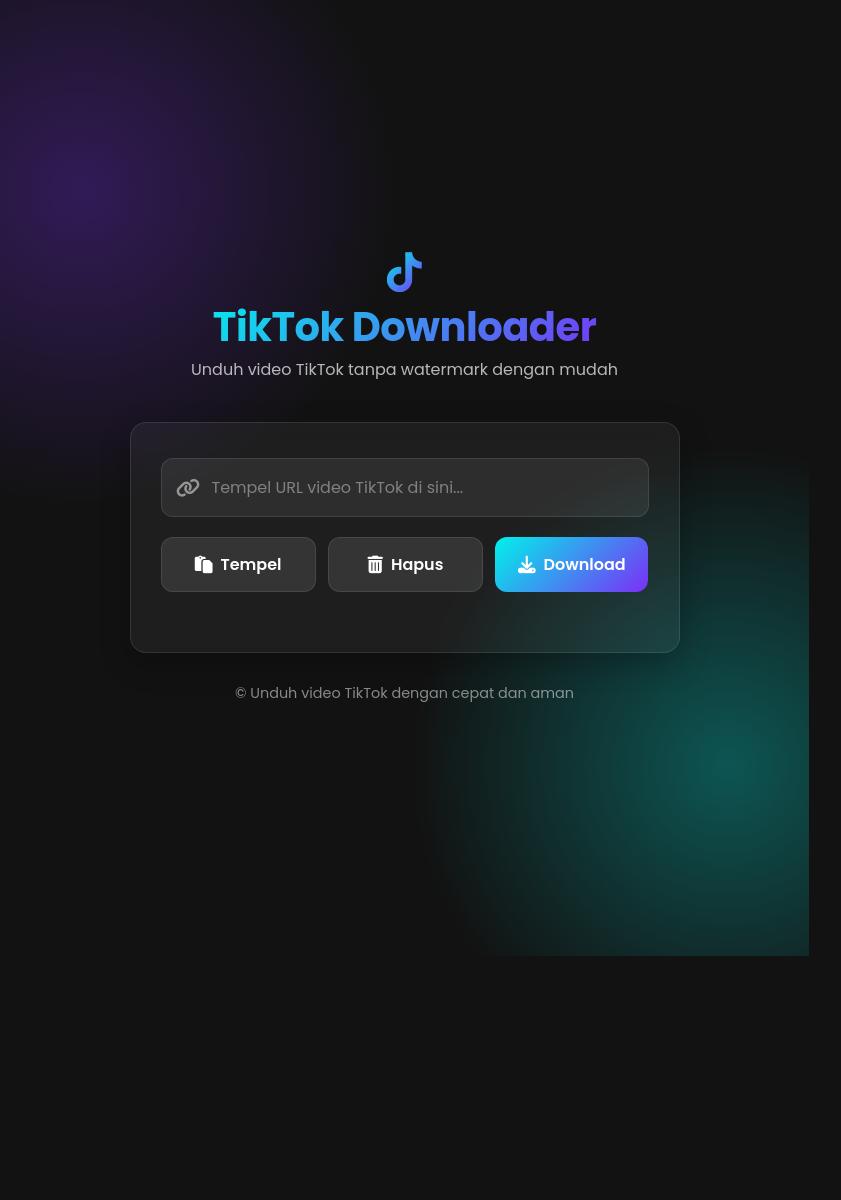 TikTok Downloader
Unduh video TikTok tanpa watermark dengan mudah
Tempel URL video TikTok di sini...
Tempel
Hapus
Download
© Unduh video TikTok dengan cepat dan aman